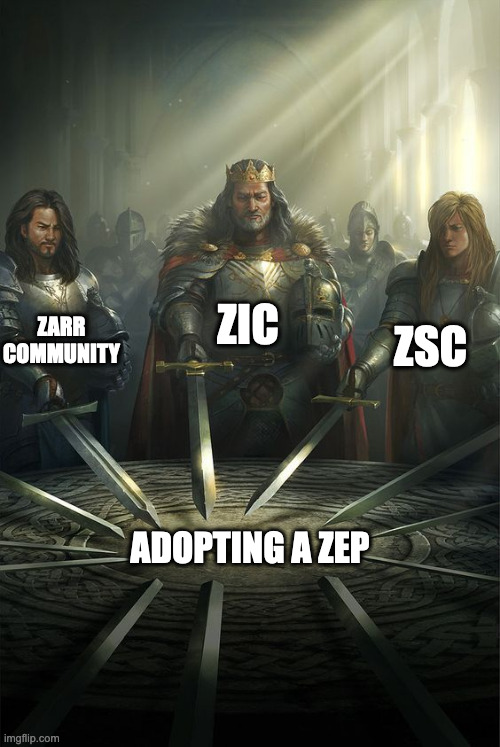 ZARR
COMMUNITY
ZIC
ZSC
ADOPTING A ZEP
imgflip.com